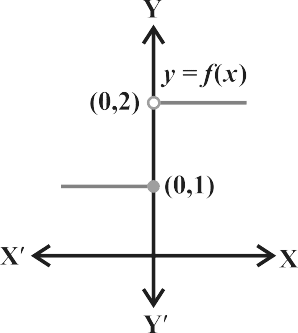 Y
y = f(x)
(0,2)
(0,1)
X′ X
Y′